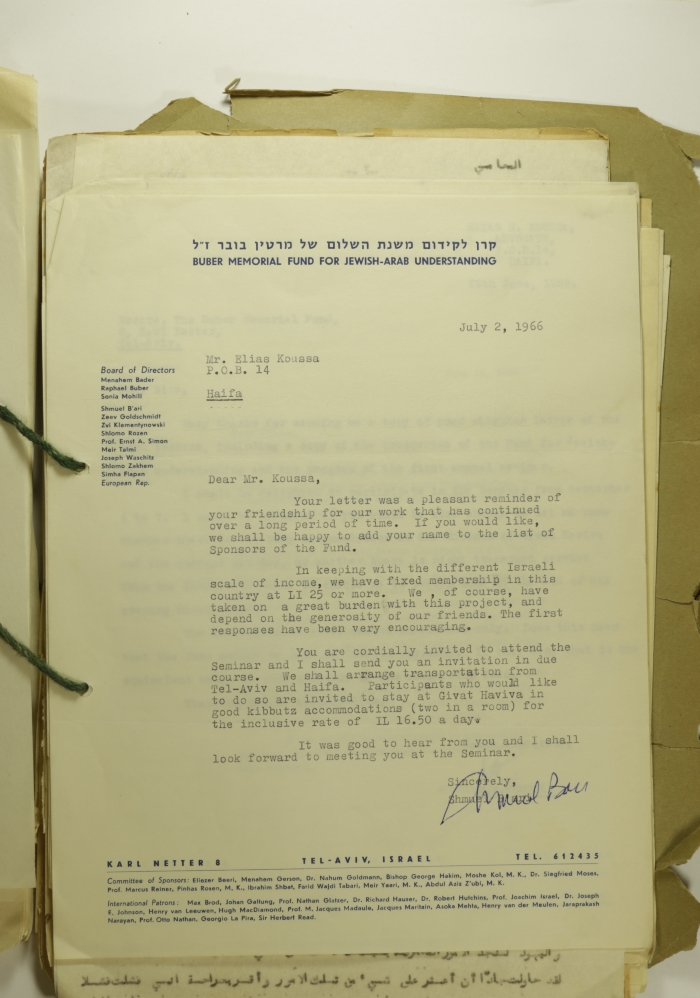 المحامي
קרן לקידום משנת השלום של מרטין בובר ז"ל
BUBER MEMORIAL FUND FOR JEWISH-ARAB UNDERSTANDING
July 2, 1966
Mr. Elias Koussa
P.O.B. 14
Haifa
Board of Directors
Menahem Bader
Raphael Buber
Sonia Mohill
Shmuel B'ari
Zeev Goldschmidt
Zvi Klementynowski
Shlomo Rosen
Prof. Ernst A. Simon
Meir Talmi
Joseph Waschitz
Shlomo Zakhem
Simha Flapan
European Rep.
Dear Mr. Koussa,
Your letter was a pleasant reminder of
your friendship for our work that has continued
over a long period of time. If you would like,
we shall be happy to add your name to the list of
Sponsors of the Fund.
In keeping with the different Israeli
scale of income, we have fixed membership in this
country at LI 25 or more. We , of course, have
taken on a great burden with this project, and
depend on the generosity of our friends. The first
responses have been very encouraging.
You are cordially invited to attend the
Seminar and I shall send you an invitation in due
course. We shall arrange transportation from
Tel-Aviv and Haifa. Participants who would like
to do so are invited to stay at Givat Haviva in
good kibbutz accommodations (two in a room) for
the inclusive rate of IL 16.50 a day.
It was good to hear from you and I shall
look forward to meeting you at the Seminar.
Sincerely,
Shmuel
KARL NETTER 8 TEL-AVIV, ISRAEL TEL. 612435
Committee of Sponsors: Eliezer Beeri, Menahem Gerson, Dr. Nahum Goldmann, Bishop George Hakim, Moshe Kol, M. K., Dr. Siegfried Moses,
Prof. Marcus Reiner, Pinhas Rosen, M, K., Ibrahim Shbat, Farid Wajdi Tabari, Meir Yaari, M. K., Abdul Aziz Z'ubi, M. K.
International Patrons: Max Brod, Johan Galtung, Prof. Nathan Glatzer, Dr. Richard Hauser, Dr. Robert Hutchins, Prof. Joachim Israel, Dr. Joseph
E. Johnson, Henry van Leeuwen, Hugh MacDiamond, Prof. M. Jacques Madaule, Jacques Maritain, Asoka Mehta, Henry van der Meulen, Jaraprakash
Narayan, Prof. Otto Nathan, Georgio La Pira, Sir Herbert Read.